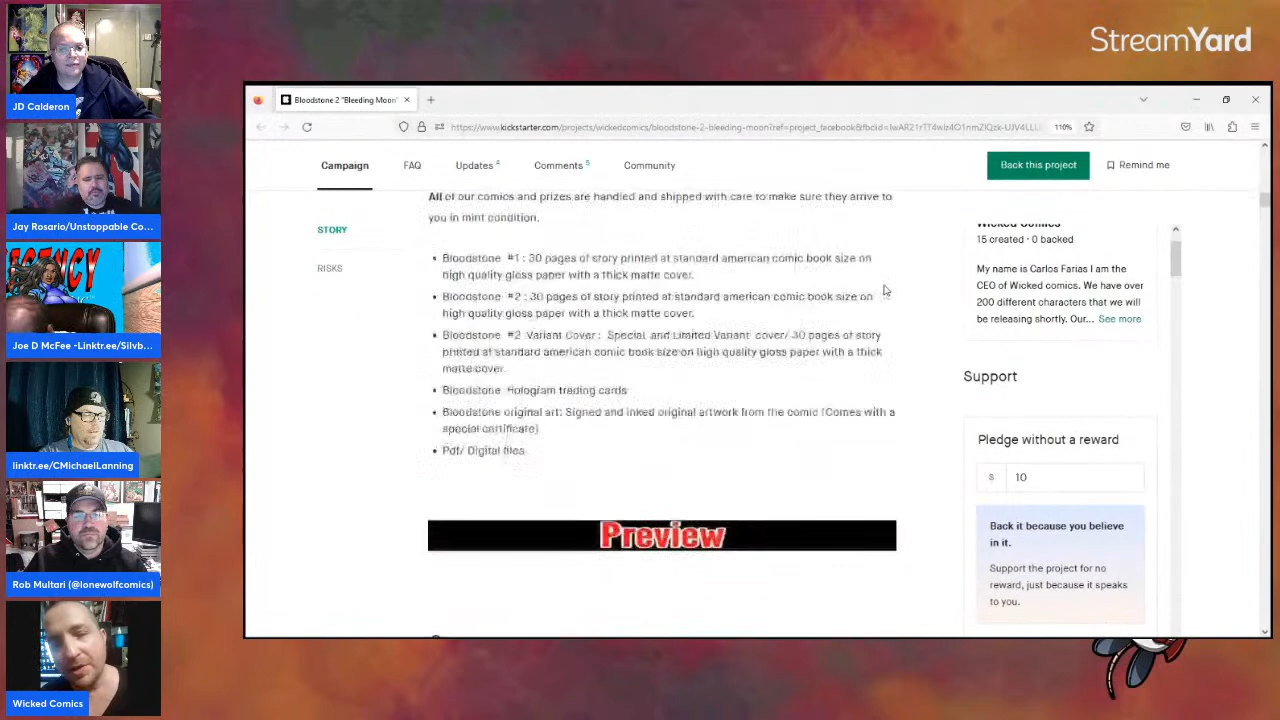 StreamYard
JD Calderon
Jay Rosario/Unstoppable Co...
Joe D McFee -Linktr.ee/Silvb...
linktr.ee/CMichaelLanning
Rob Multari (@lonewolfcomics)
Wicked Comics
Bloodstone 2 "Bleeding Moon"
110%
Campaign
FAQ
Updates 4
Comments 5
Community
Back this project
Remind me
STORY
RISKS
All of our comics and prizes are handled and shipped with care to make sure they arrive to
you in mint condition.
Bloodstone #1 : 30 pages of story printed at standard american comic book size on
high quality gloss paper with a thick matte cover.
Bloodstone #2 : 30 pages of story printed at standard american comic book size on
high quality gloss paper with a thick matte cover.
Bloodstone #2 Variant Cover : Special and Limited Variant cover/ 30 pages of story
printed at standard american comic book size on high quality gloss paper with a thick
matte cover.
Bloodstone Hologram trading cards
Bloodstone original art: Signed and inked original artwork from the comic (Comes with a
special certificate)
Pdf/ Digital files
Preview
Wicked Comics
15 created · 0 backed
My name is Carlos Farias I am the
CEO of Wicked comics. We have over
200 different characters that we will
be releasing shortly. Our... See more
Support
Pledge without a reward
$ 10
Back it because you believe
in it.
Support the project for no
reward, just because it speaks
to you.